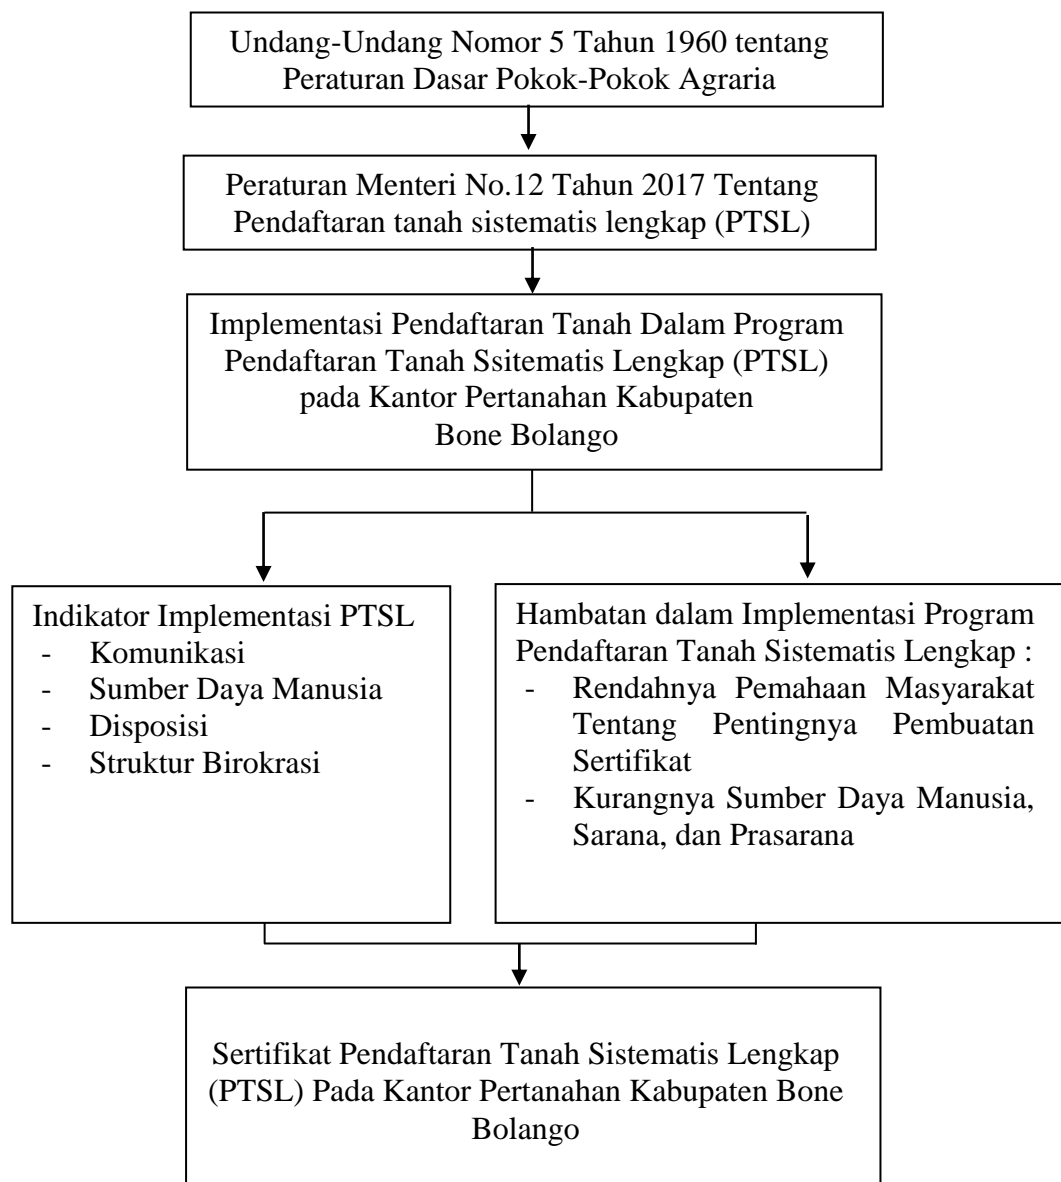 Undang-Undang Nomor 5 Tahun 1960 tentang
Peraturan Dasar Pokok-Pokok Agraria
Peraturan Menteri No.12 Tahun 2017 Tentang
Pendaftaran tanah sistematis lengkap (PTSL)
Implementasi Pendaftaran Tanah Dalam Program
Pendaftaran Tanah Ssitematis Lengkap (PTSL)
pada Kantor Pertanahan Kabupaten
Bone Bolango
Indikator Implementasi PTSL
- Komunikasi
- Sumber Daya Manusia
- Disposisi
- Struktur Birokrasi
Hambatan dalam Implementasi Program
Pendaftaran Tanah Sistematis Lengkap :
- Rendahnya Pemahaan Masyarakat
Tentang Pentingnya Pembuatan
Sertifikat
- Kurangnya Sumber Daya Manusia,
Sarana, dan Prasarana
Sertifikat Pendaftaran Tanah Sistematis Lengkap
(PTSL) Pada Kantor Pertanahan Kabupaten Bone
Bolango